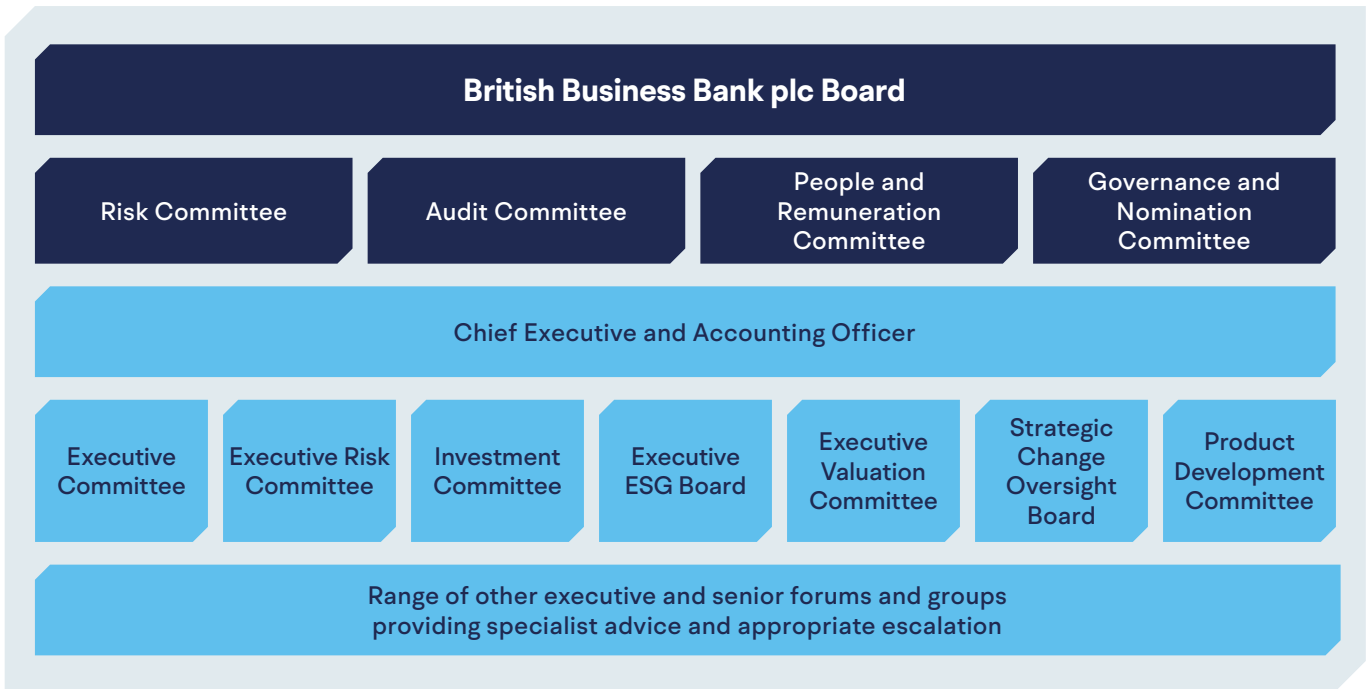 British Business Bank plc Board
Risk Committee
Audit Committee
People and
Remuneration
Committee
Governance and
Nomination
Committee
Chief Executive and Accounting Officer
Executive
Committee
Executive Risk
Committee
Investment
Committee
Executive
ESG Board
Executive
Valuation
Committee
Strategic
Change
Oversight
Board
Product
Development
Committee
Range of other executive and senior forums and groups
providing specialist advice and appropriate escalation